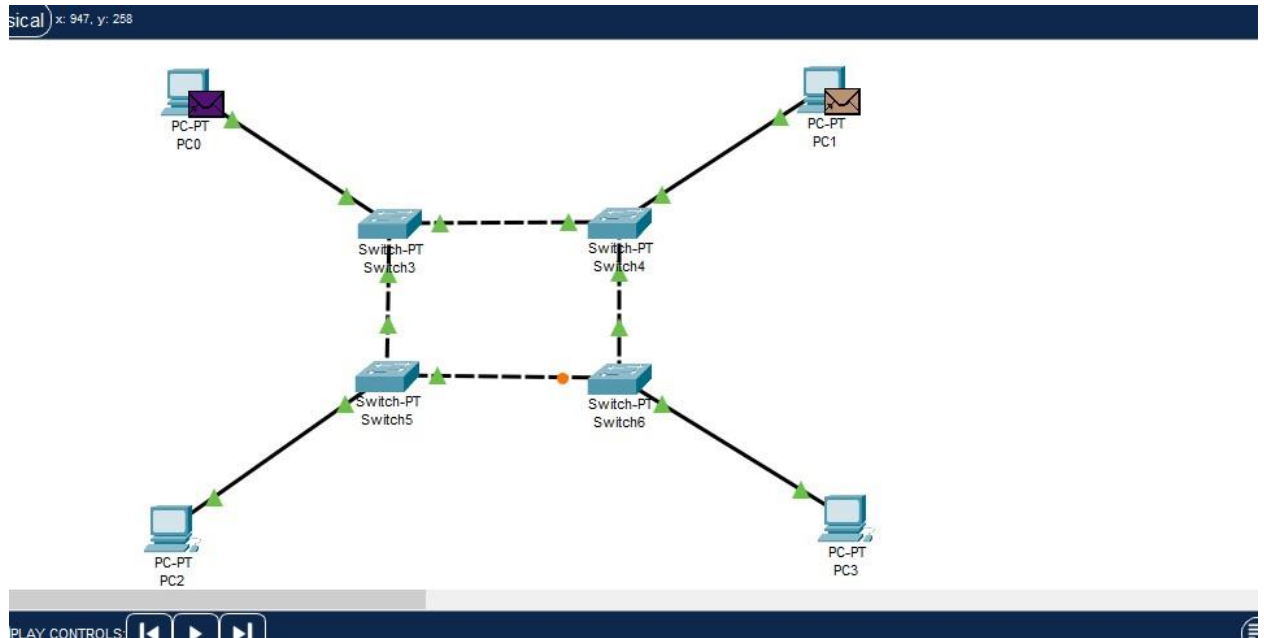 sical x: 947, y: 258
PC-PT
PC0
PC-PT
PC1
Switch-PT
Switch3
Switch-PT
Switch4
Switch-PT
Switch5
Switch-PT
Switch6
PC-PT
PC2
PC-PT
PC3
PLAY CONTROLS: